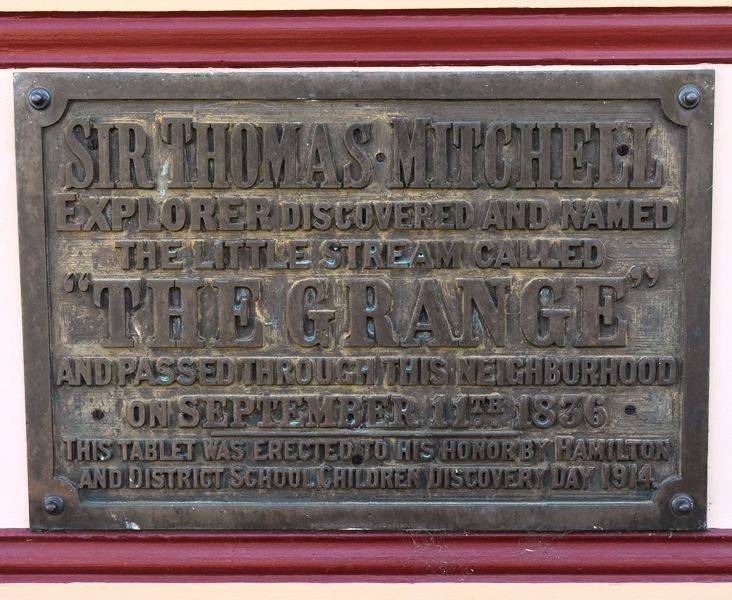 SIR THOMAS MITCHELL
EXPLORER DISCOVERED AND NAMED
THE LITTLE STREAM CALLED
"THE GRANGE"
AND PASSED THROUGH THIS NEIGHBORHOOD
ON SEPTEMBER 11TH 1836
THIS TABLET WAS ERECTED TO HIS HONOR BY HAMILTON
AND DISTRICT SCHOOL CHILDREN DISCOVERY DAY 1914